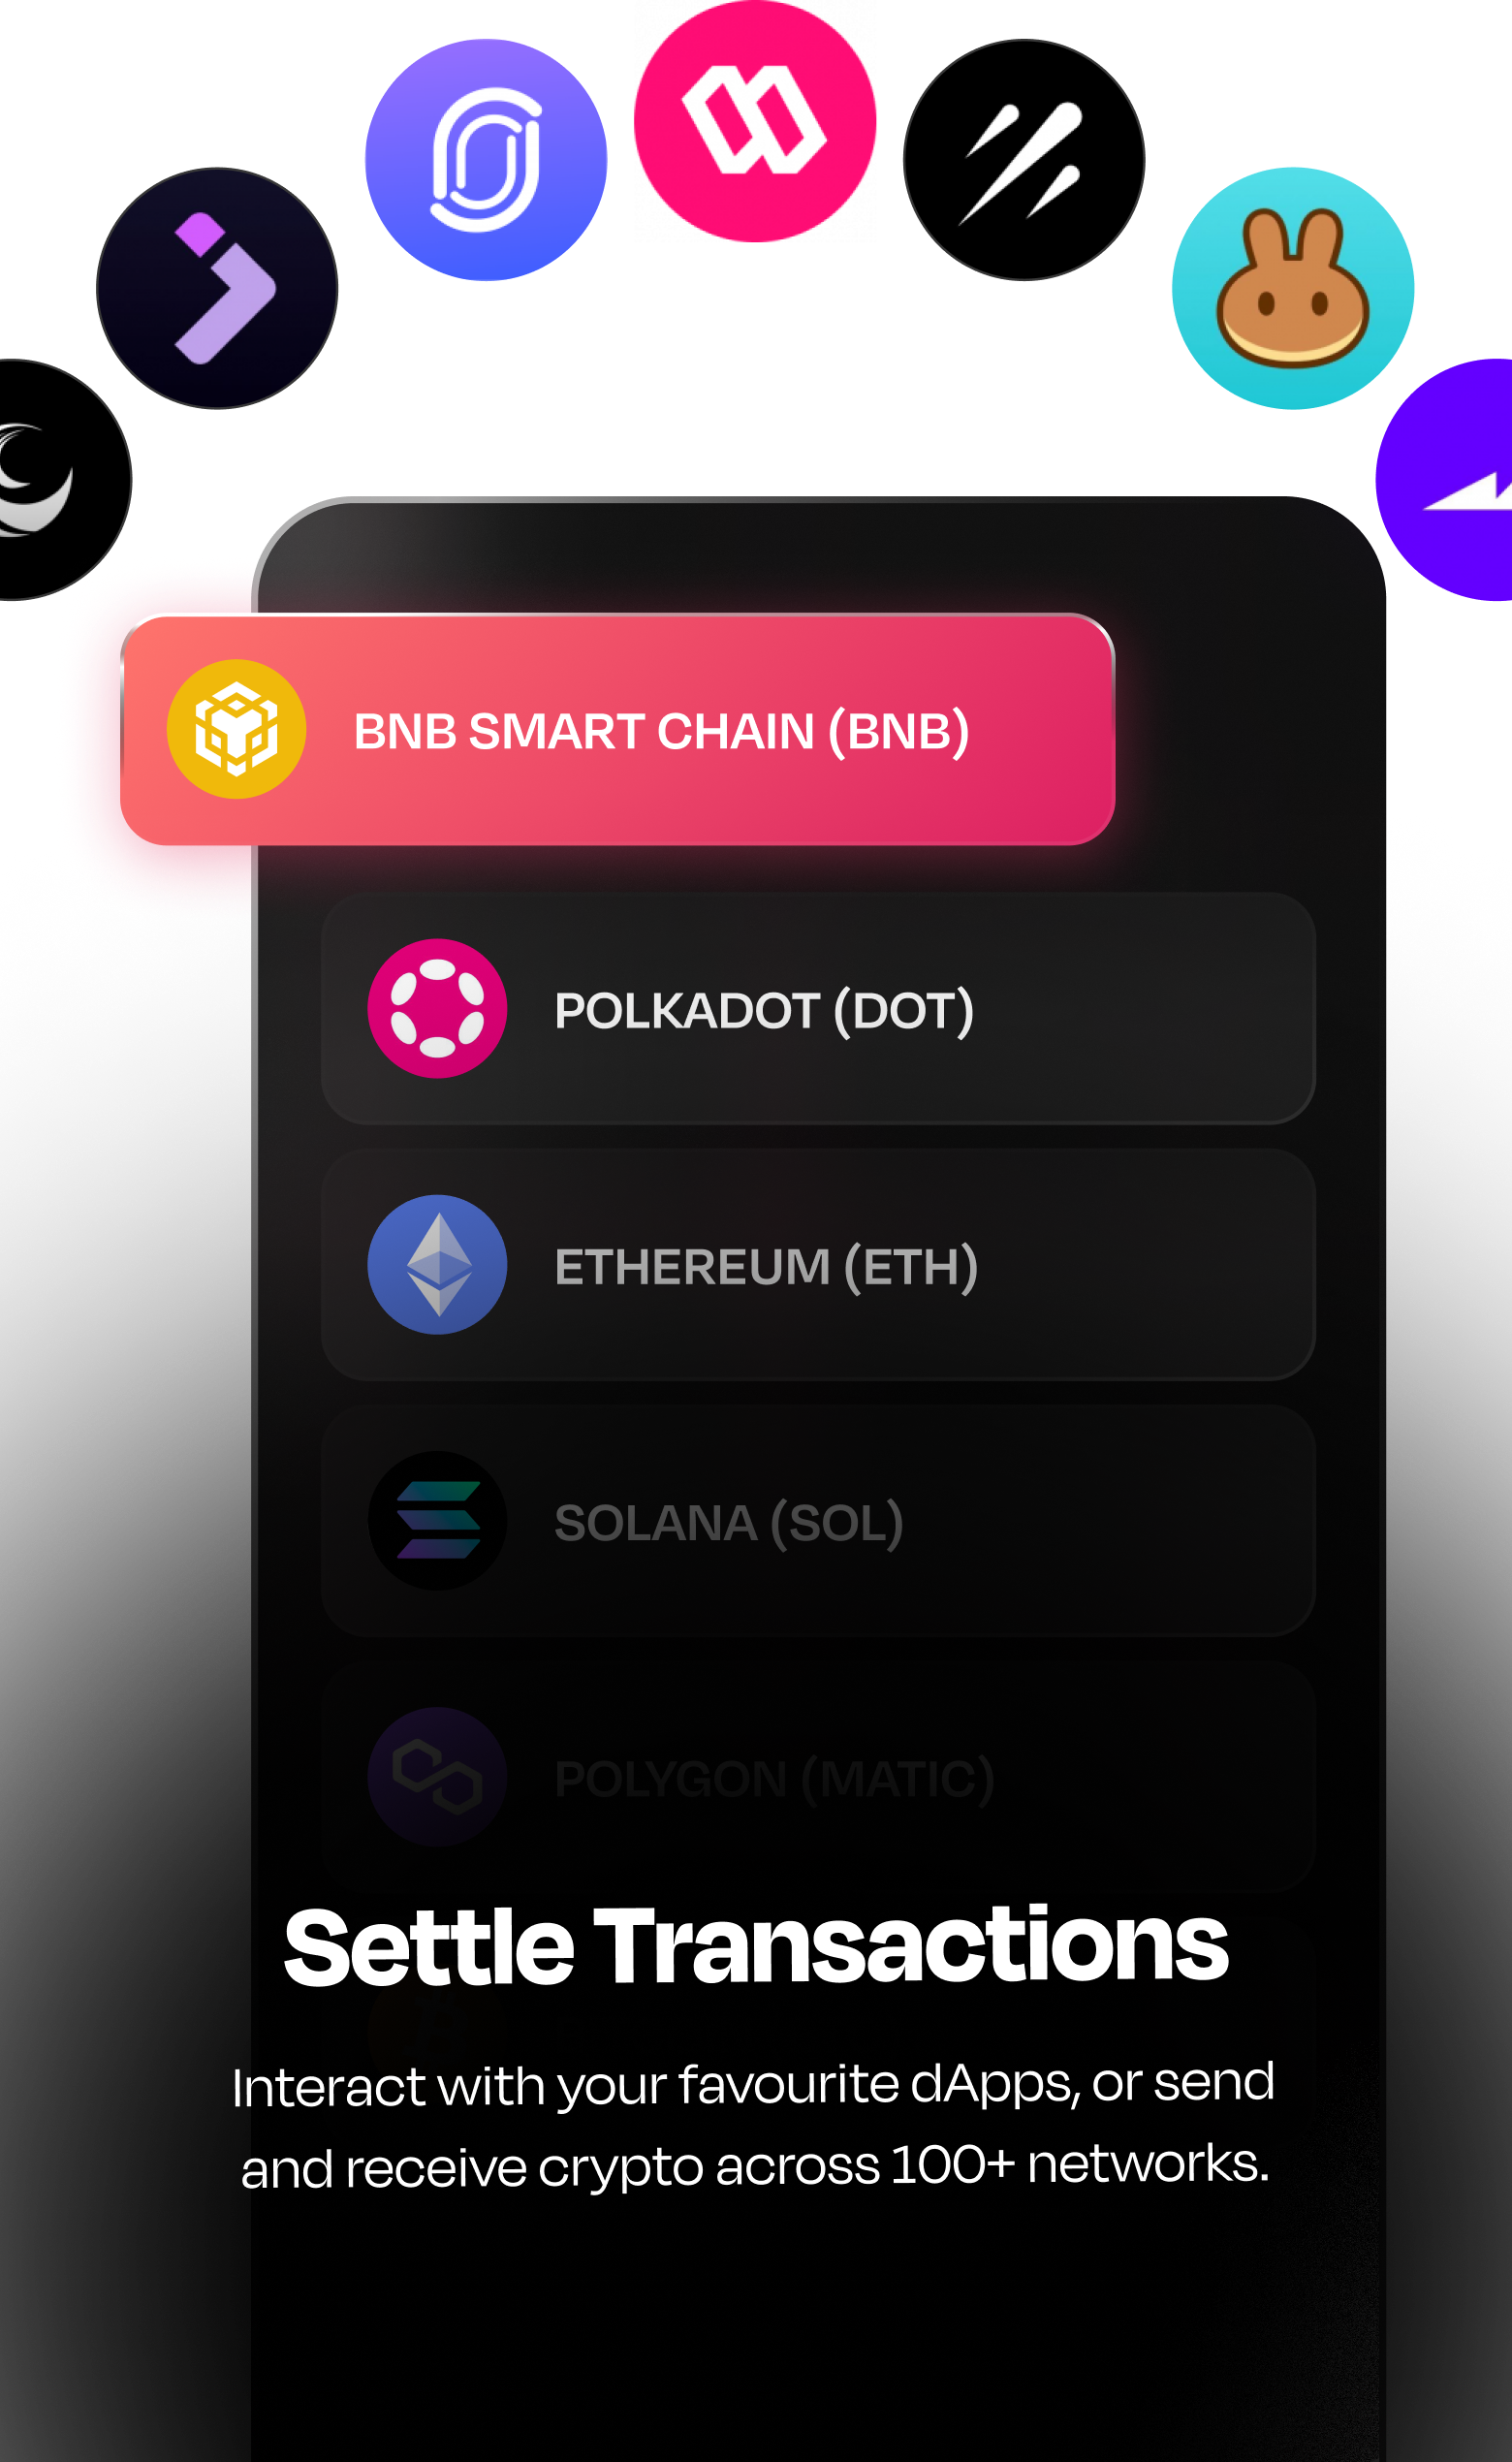 BNB SMART CHAIN (BNB)
POLKADOT (DOT)
ETHEREUM (ETH)
SOLANA (SOL)
POLYGON (MATIC)
Settle Transactions
Interact with your favourite dApps, or send
and receive crypto across 100+ networks.